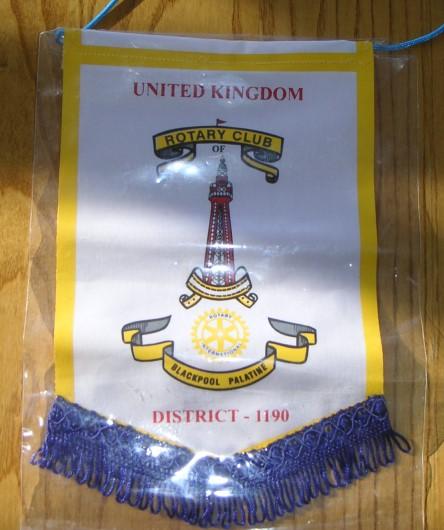 UNITED KINGDOM
ROTARY CLUB
OF
ROTARY
INTERNATIONAL
BLACKPOOL PALATINE
DISTRICT - 1190